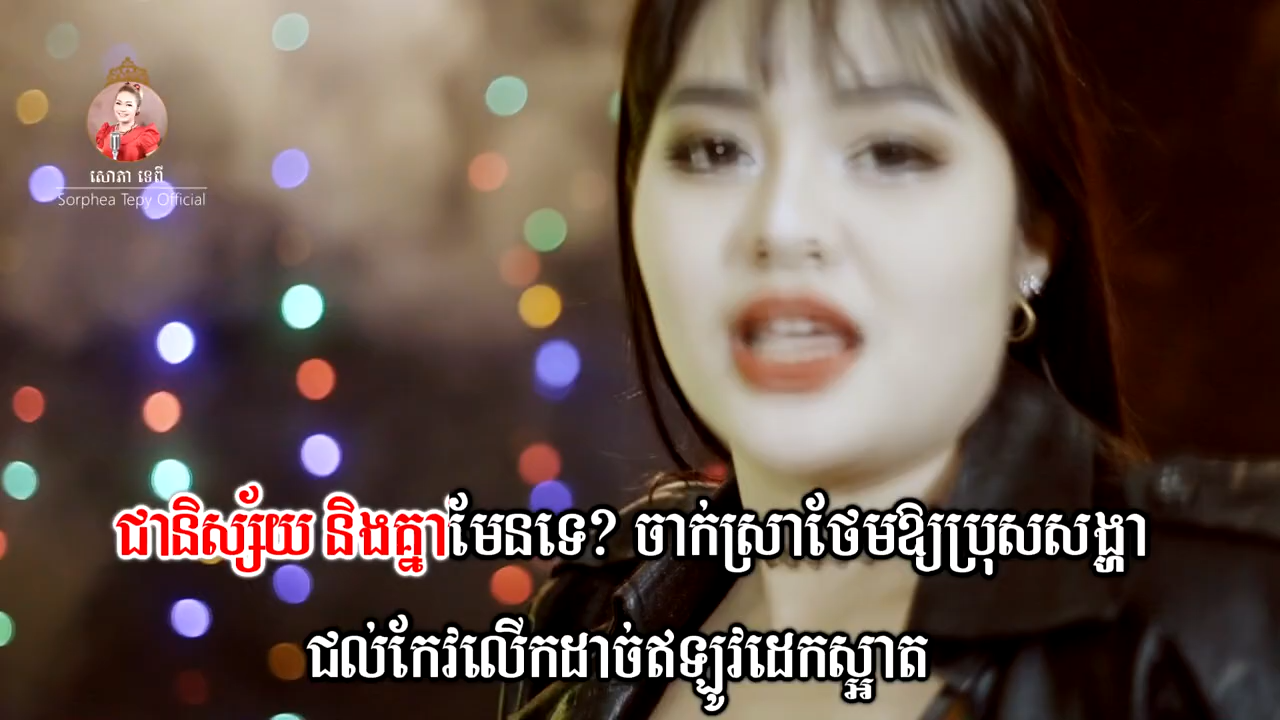 សោភា ទេពី
Sorphea Tepy Official
ជានិស្ស័យ និងគ្នាមែនទេ? ចាក់ស្រាថែមឱ្យប្រុសសង្ហា
ជល់កែវលើកដាច់ឥឡូវដេកស្អាត